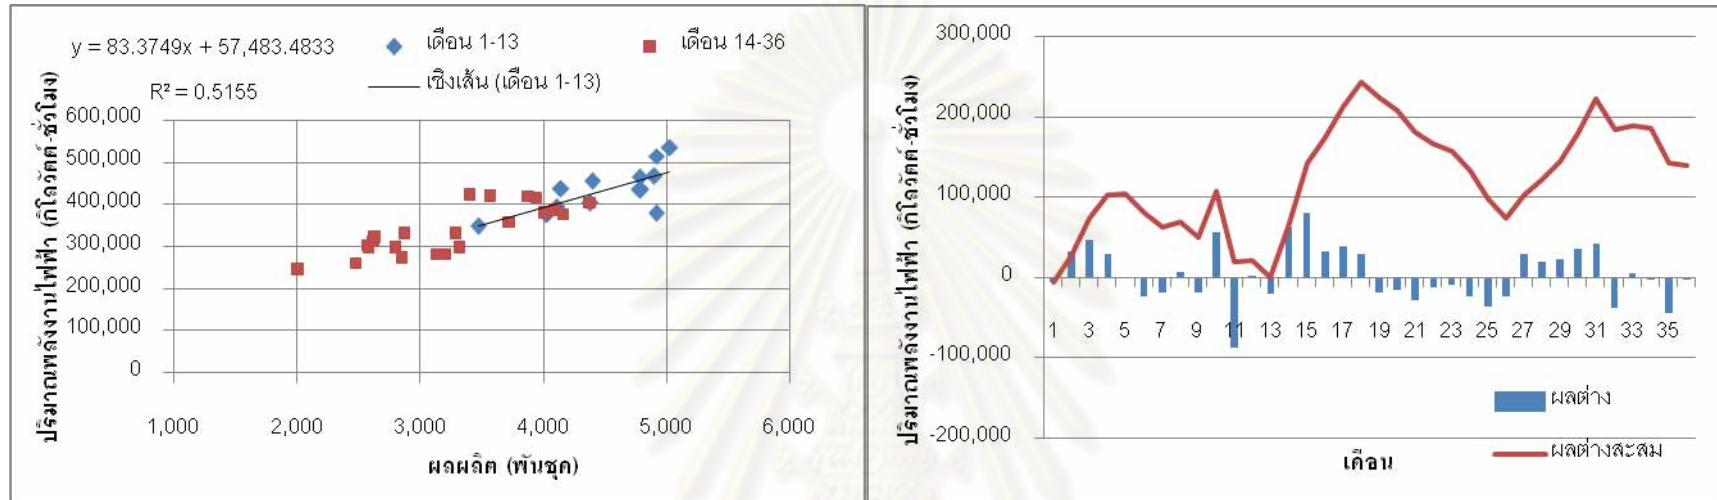 y = 83.3749x + 57,483.4833
เดือน 1-13
เดือน 14-36
R² = 0.5155
เชิงเส้น (เดือน 1-13)
ปริมาณพลังงานไฟฟ้า (กิโลวัตต์-ชั่วโมง)
600,000
500,000
400,000
300,000
200,000
100,000
0
1,000 2,000 3,000 4,000 5,000 6,000
ผลผลิต (พันชุด)
ปริมาณพลังงานไฟฟ้า (กิโลวัตต์-ชั่วโมง)
300,000
200,000
100,000
0
1 3 5 7 9 11 13 15 17 19 21 23 25 27 29 31 33 35
-100,000
ผลต่าง
-200,000
ผลต่างสะสม
เดือน